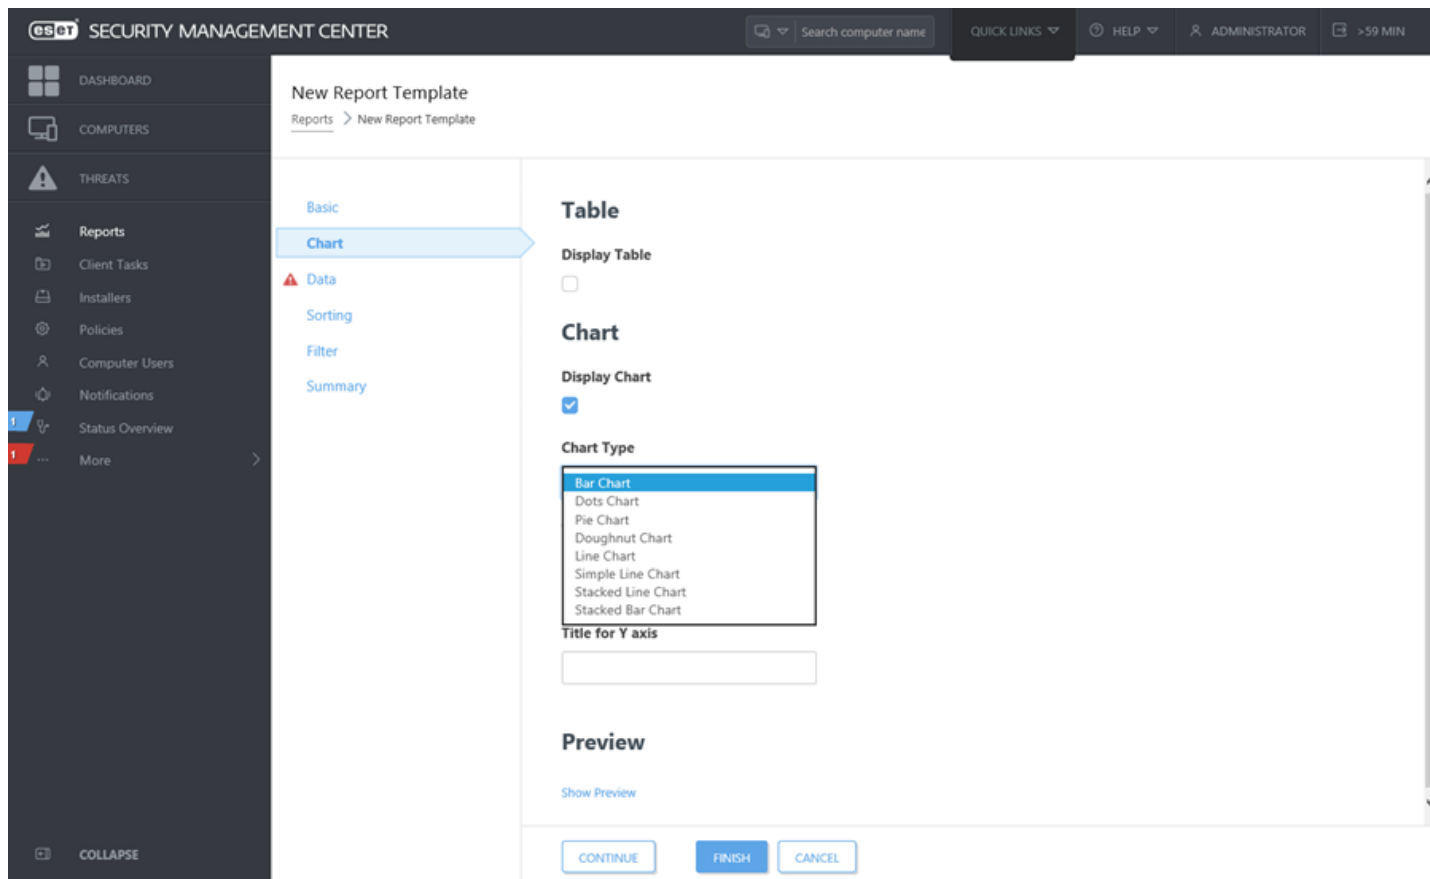 eset SECURITY MANAGEMENT CENTER
Search computer name
QUICK LINKS
HELP
ADMINISTRATOR
>59 MIN
DASHBOARD
COMPUTERS
THREATS
Reports
Client Tasks
Installers
Policies
Computer Users
Notifications
1
Status Overview
1
More
COLLAPSE
New Report Template
Reports > New Report Template
Basic
Chart
Data
Sorting
Filter
Summary
Table
Display Table
Chart
Display Chart
Chart Type
Bar Chart
Dots Chart
Pie Chart
Doughnut Chart
Line Chart
Simple Line Chart
Stacked Line Chart
Stacked Bar Chart
Title for Y axis
Preview
Show Preview
CONTINUE
FINISH
CANCEL